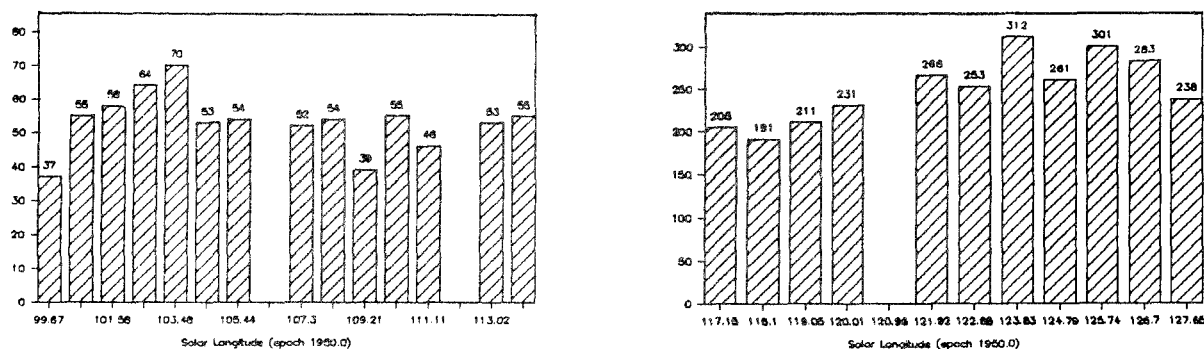 80
70
60
50
40
30
20
10
0
37 55 58 64 70 53 54 52 54 39 55 46 53 55
99.67 101.56 103.46 105.44 107.3 109.21 111.11 113.02
Solar Longitude (epoch 1950.0)
300
250
200
150
100
50
0
205 191 211 231 266 253 312 261 301 283 238
117.15 118.1 119.05 120.01 120.96 121.92 122.88 123.83 124.79 125.74 126.7 127.65
Solar Longitude (epoch 1950.0)